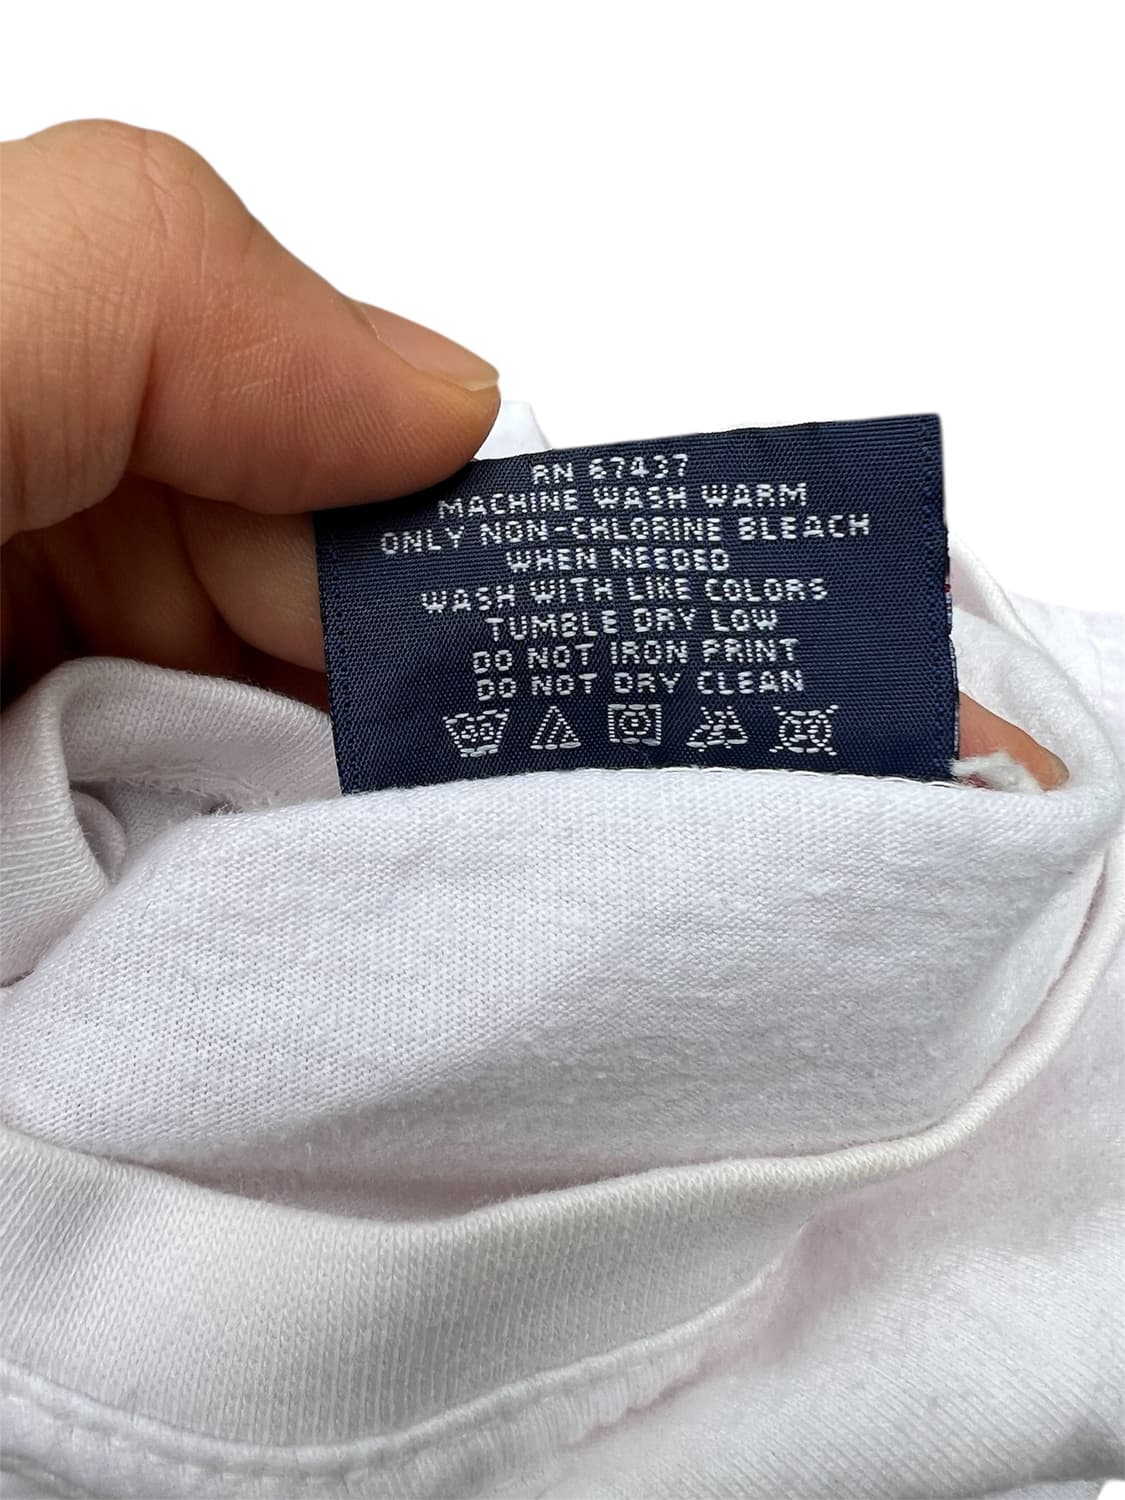 RN 67437
MACHINE WASH WARM
ONLY NON-CHLORINE BLEACH
WHEN NEEDED
WASH WITH LIKE COLORS
TUMBLE DRY LOW
DO NOT IRON PRINT
DO NOT DRY CLEAN